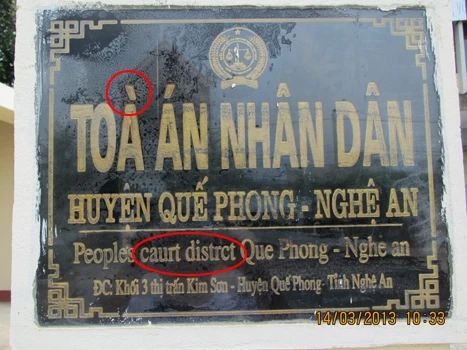 TOÀ ÁN NHÂN DÂN
HUYỆN QUẾ PHONG - NGHỆ AN
People's caurt distrct Que Phong - Nghe an
ĐC: Khối 3 thị trấn Kim Sơn - Huyện Quế Phong- Tỉnh Nghệ An
14/03/2013 10:33